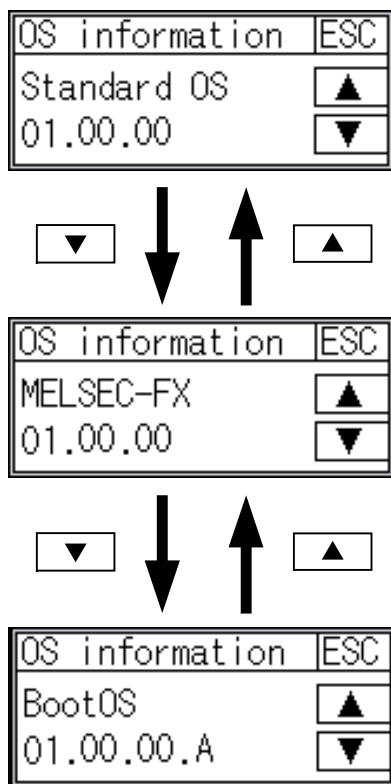 OS information ESC
Standard OS ▲
01.00.00 ▼
▼ ▲
OS information ESC
MELSEC-FX ▲
01.00.00 ▼
▼ ▲
OS information ESC
BootOS ▲
01.00.00.A ▼